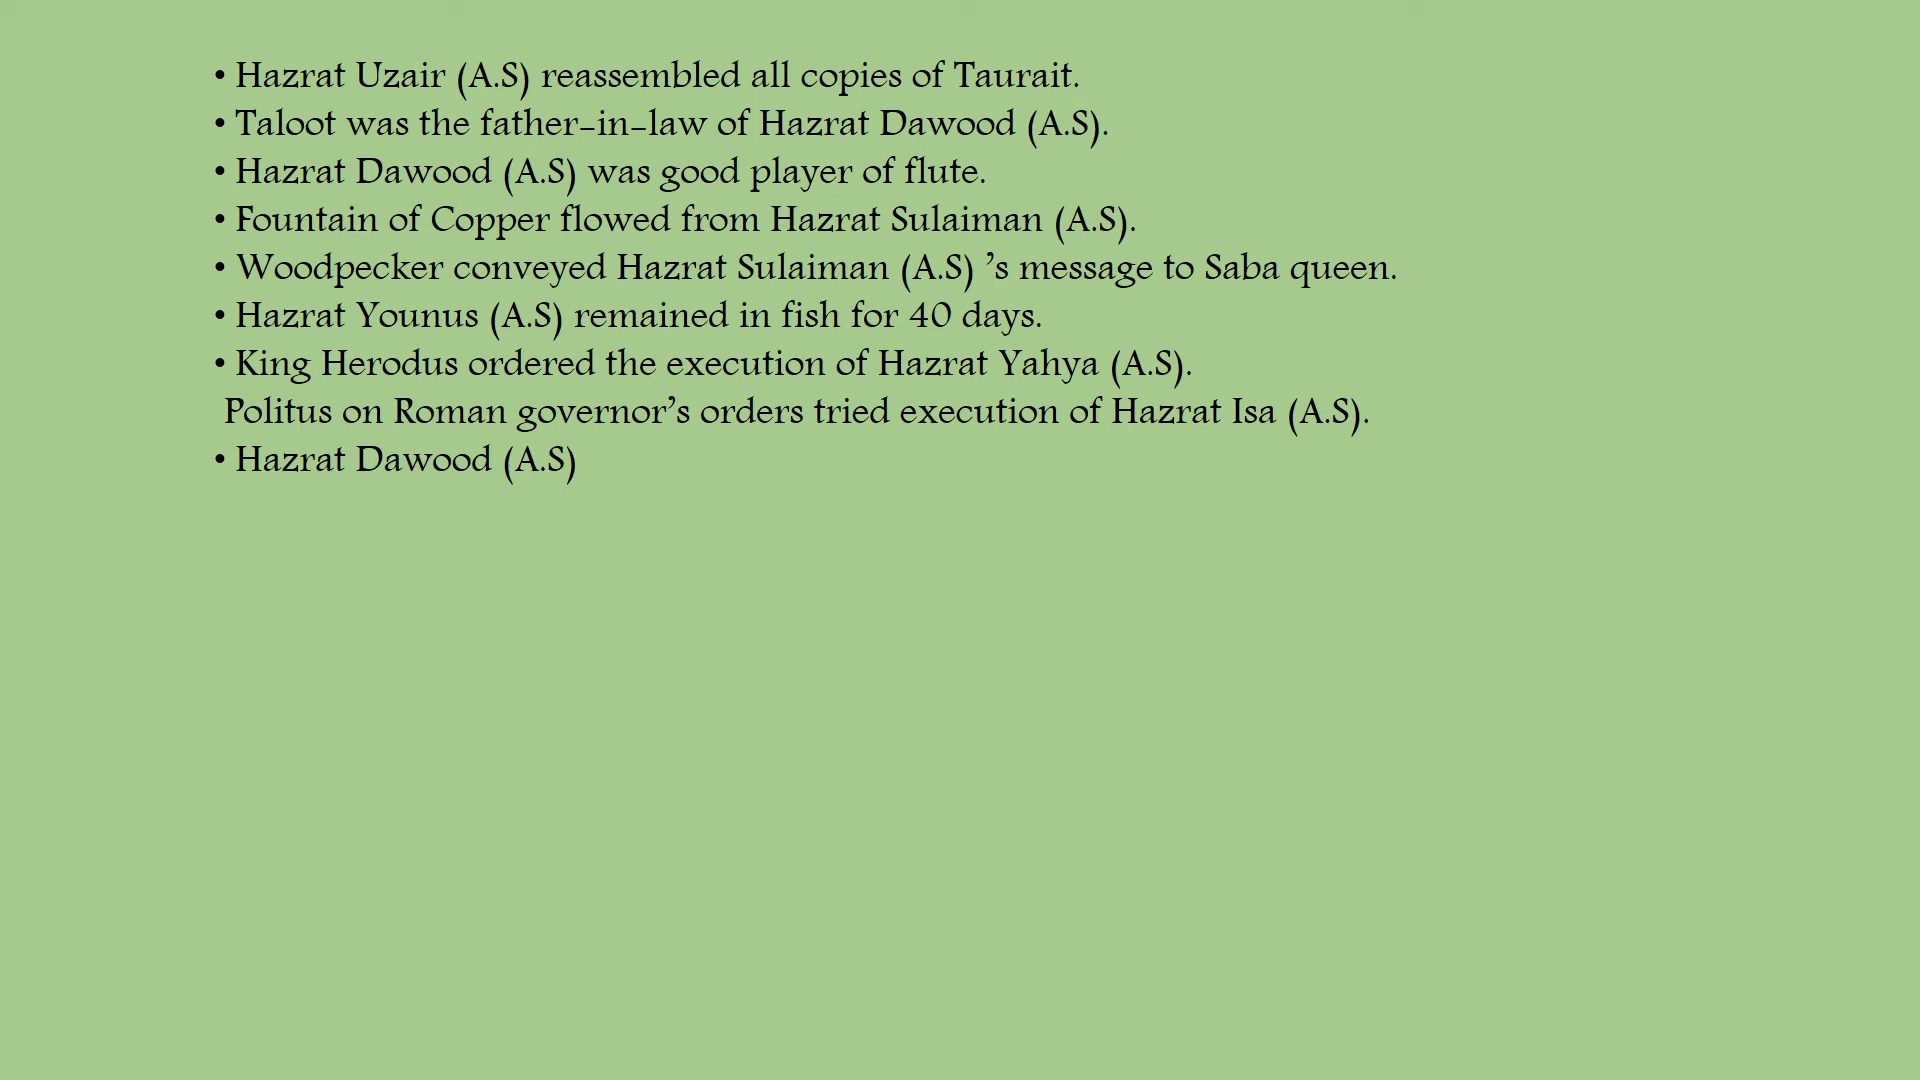 • Hazrat Uzair (A.S) reassembled all copies of Taurait.
• Taloot was the father-in-law of Hazrat Dawood (A.S).
• Hazrat Dawood (A.S) was good player of flute.
• Fountain of Copper flowed from Hazrat Sulaiman (A.S).
• Woodpecker conveyed Hazrat Sulaiman (A.S) ’s message to Saba queen.
• Hazrat Younus (A.S) remained in fish for 40 days.
• King Herodus ordered the execution of Hazrat Yahya (A.S).
Politus on Roman governor’s orders tried execution of Hazrat Isa (A.S).
• Hazrat Dawood (A.S)